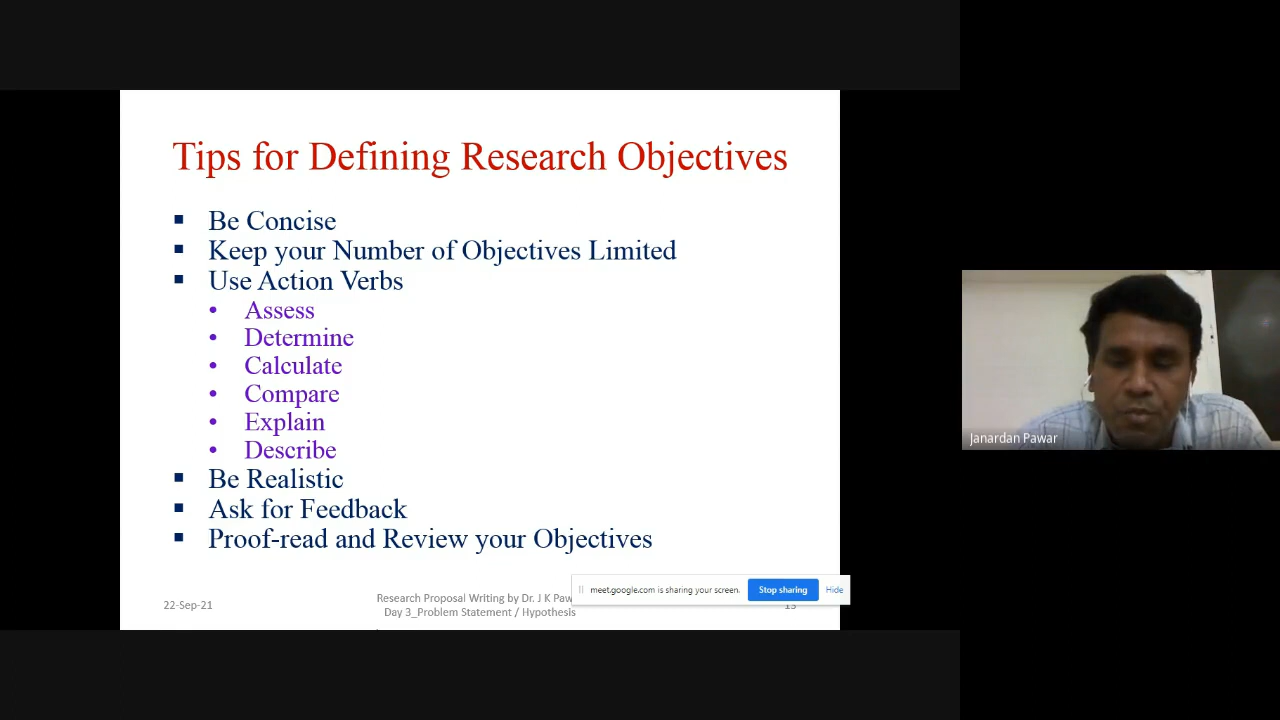 Tips for Defining Research Objectives
▪ Be Concise
▪ Keep your Number of Objectives Limited
▪ Use Action Verbs
• Assess
• Determine
• Calculate
• Compare
• Explain
• Describe
▪ Be Realistic
▪ Ask for Feedback
▪ Proof-read and Review your Objectives
22-Sep-21
Research Proposal Writing by Dr. J K Paw
Day 3_Problem Statement / Hypothesis
13
meet.google.com is sharing your screen.
Stop sharing
Hide
Janardan Pawar